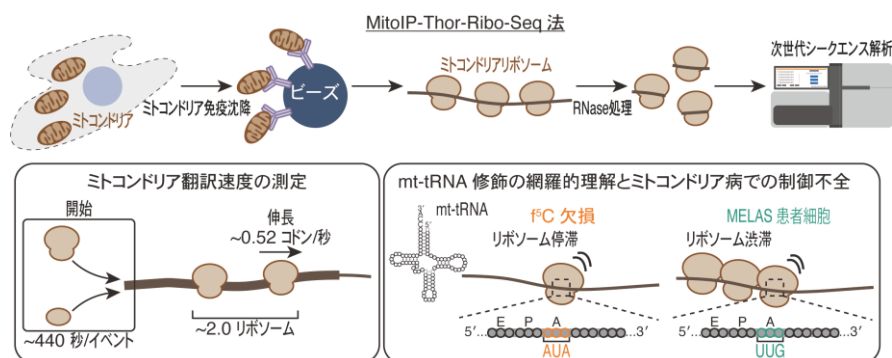 MitoIP-Thor-Ribo-Seq 法
ミトコンドリア
ミトコンドリア免疫沈降
ビーズ
ミトコンドリアリボソーム
RNase処理
次世代シークエンス解析
ミトコンドリア翻訳速度の測定
開始
~440 秒/イベント
伸長
~0.52 コドン/秒
~2.0 リボソーム
mt-tRNA 修飾の網羅的理解とミトコンドリア病での制御不全
mt-tRNA
3′
5′
f⁵C 欠損
リボソーム停滞
E P A
5′… …3′
AUA
MELAS 患者細胞
リボソーム渋滞
E P A
5′… …3′
UUG